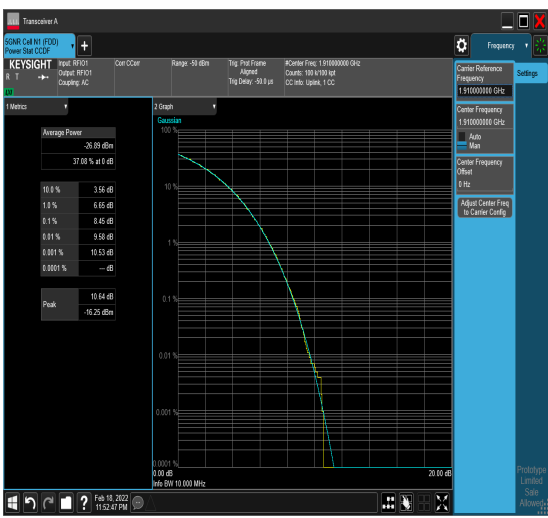 Transceiver A
5GNR Cell N1 (FDD)
Power Stat CCDF
Frequency
KEYSIGHT
R T
LXI
Input: RFIO1
Output: RFIO1
Coupling: AC
Corr CCorr
Range: -50 dBm
Trig: Prdt Frame
Aligned
Trig Delay: -50.0 µs
#Center Freq: 1.910000000 GHz
Counts: 100 k/100 kpt
CC Info: Uplink, 1 CC
1 Metrics
Average Power
-26.89 dBm
37.08 % at 0 dB
10.0 % 3.56 dB
1.0 % 6.65 dB
0.1 % 8.45 dB
0.01 % 9.58 dB
0.001 % 10.53 dB
0.0001 % --- dB
Peak
10.64 dB
-16.25 dBm
2 Graph
Gaussian
100 %
10 %
1 %
0.1 %
0.01 %
0.001 %
0.0001 %
0.00 dB
20.00 dB
Info BW 10.000 MHz
Carrier Reference
Frequency
1.910000000 GHz
Center Frequency
1.910000000 GHz
Auto
Man
Center Frequency
Offset
0 Hz
Adjust Center Freq
to Carrier Config
Settings
Prototype
Limited
Sale
Allowed
?
Feb 18, 2022
11:52:47 PM